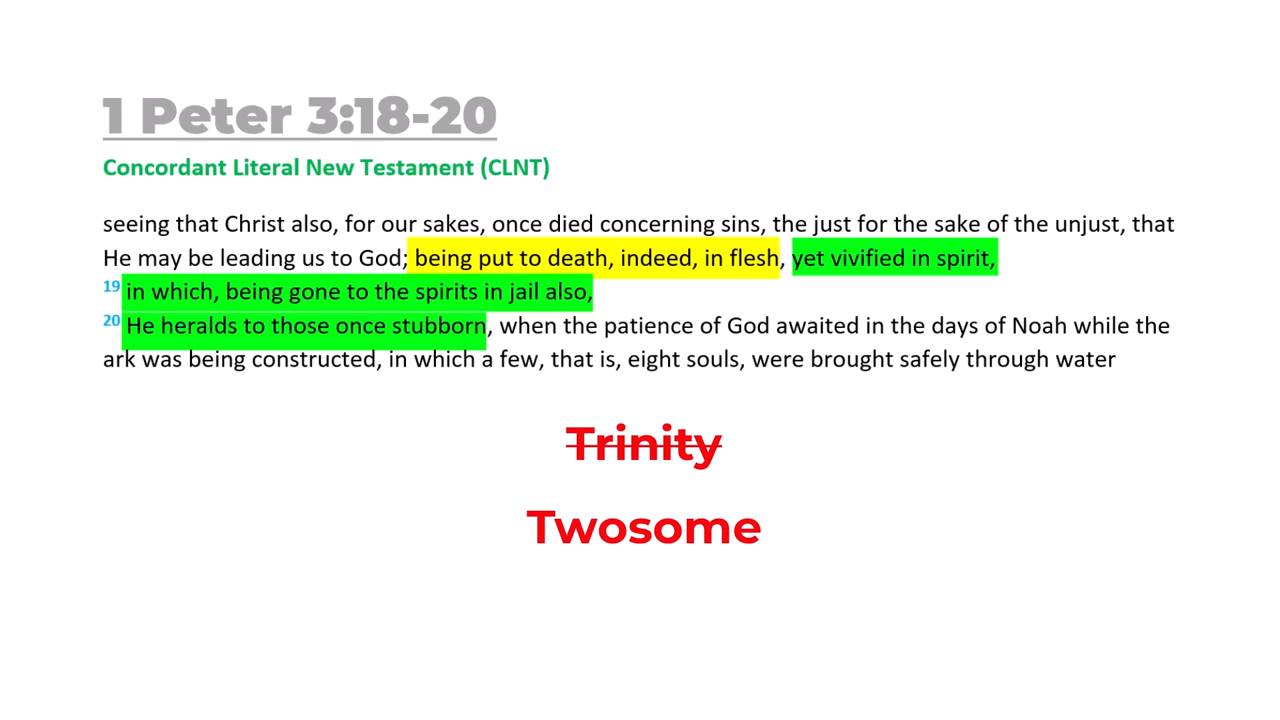 1 Peter 3:18-20
Concordant Literal New Testament (CLNT)
seeing that Christ also, for our sakes, once died concerning sins, the just for the sake of the unjust, that
He may be leading us to God; being put to death, indeed, in flesh, yet vivified in spirit,
19 in which, being gone to the spirits in jail also,
20 He heralds to those once stubborn, when the patience of God awaited in the days of Noah while the
ark was being constructed, in which a few, that is, eight souls, were brought safely through water
Trinity
Twosome